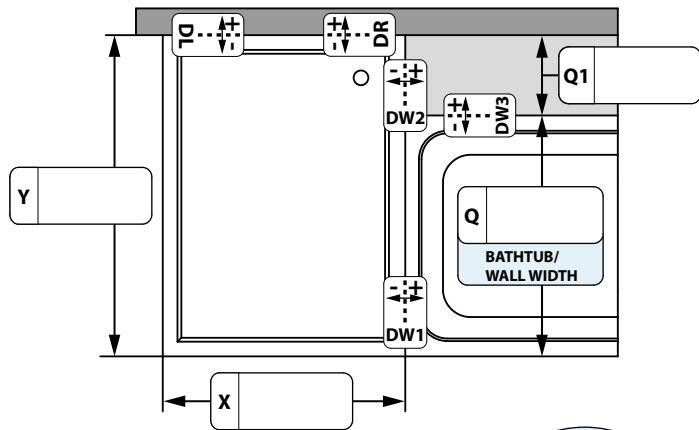 DL
+
-
+
-
DR
- +
DW2
+
-
DW3
Q1
Y
Q
BATHTUB/
WALL WIDTH
- +
DW1
X